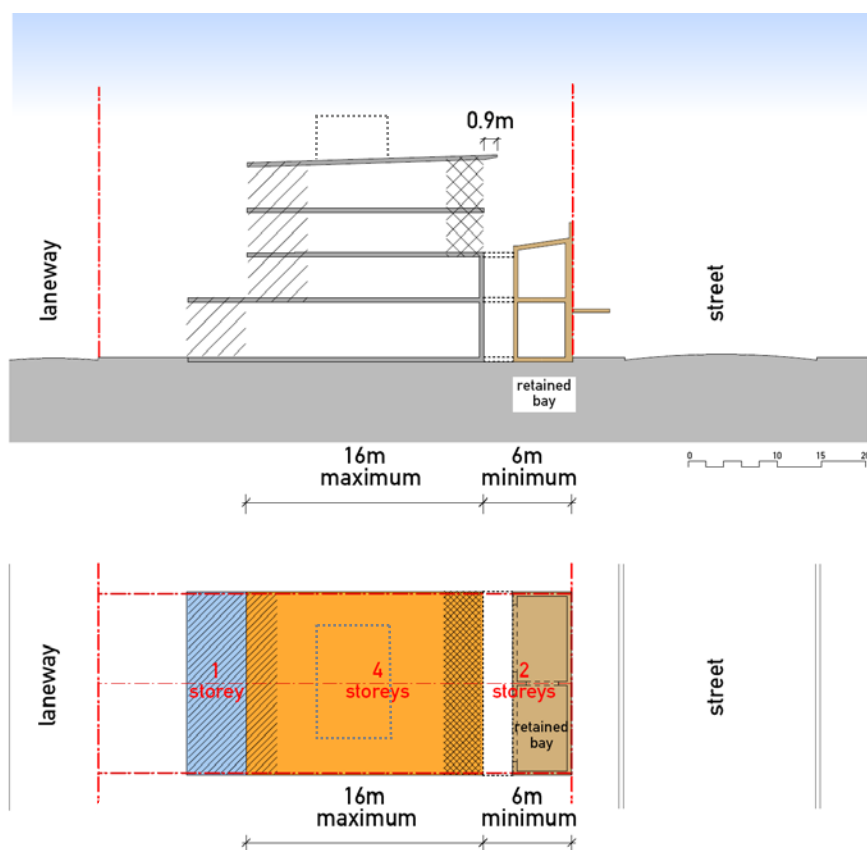 0.9m
laneway
street
retained
bay
16m
maximum
6m
minimum
0 10 15 20
laneway
1
storey
4
storeys
2
storeys
retained
bay
street
16m
maximum
6m
minimum